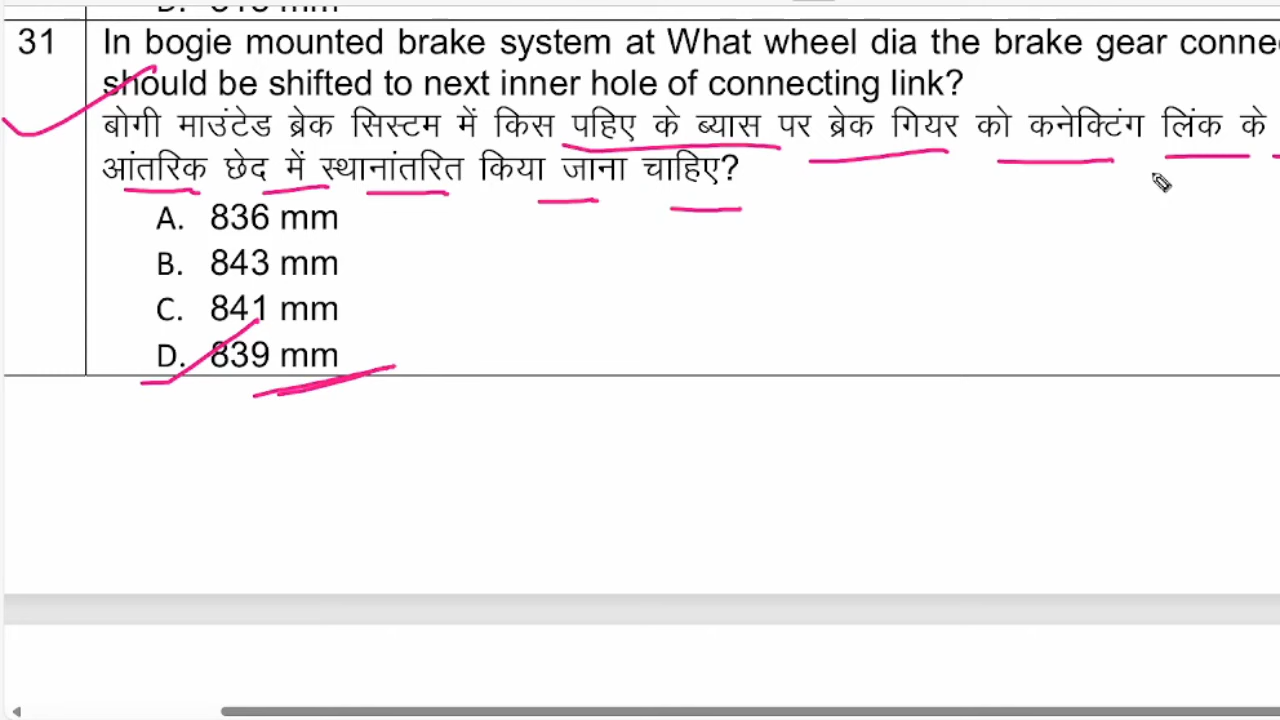 31
In bogie mounted brake system at What wheel dia the brake gear
should be shifted to next inner hole of connecting link?
बोगी माउंटेड ब्रेक सिस्टम में किस पहिए के ब्यास पर ब्रेक गियर को कनेक्टिंग लिंक के
आंतरिक छेद में स्थानांतरित किया जाना चाहिए?
A. 836 mm
B. 843 mm
C. 841 mm
D. 839 mm